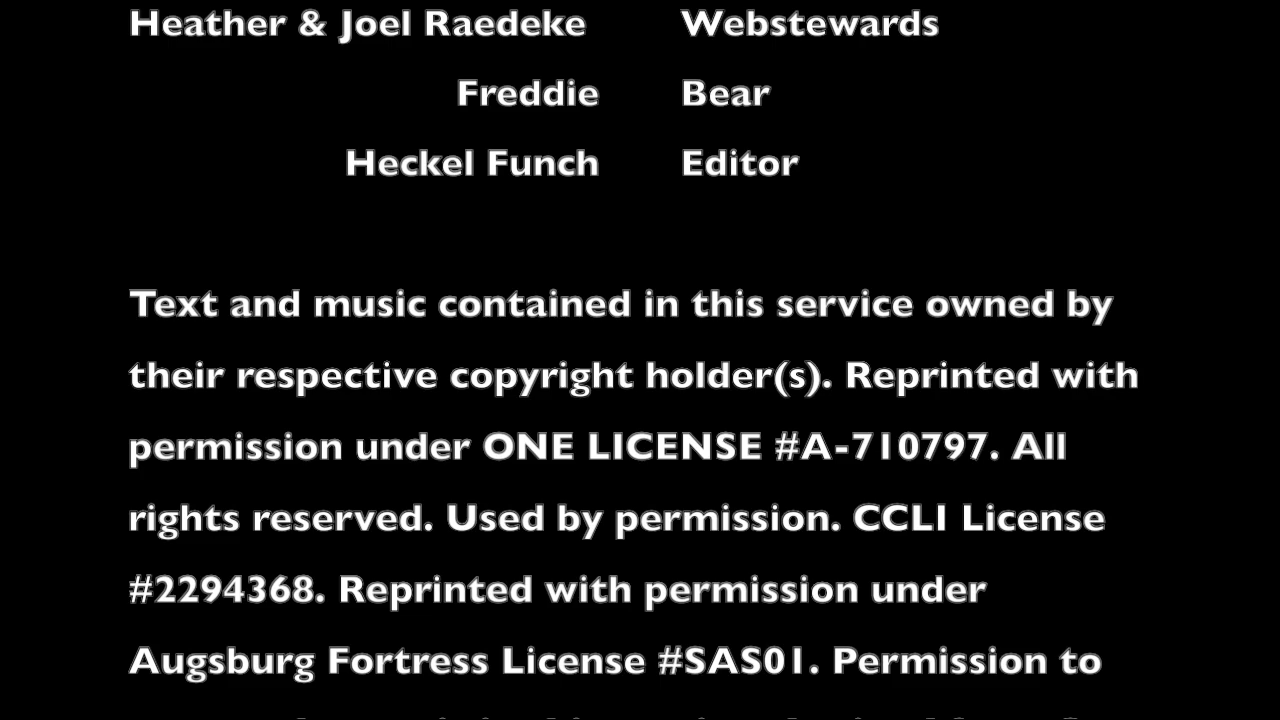 Heather & Joel Raedeke Webstewards
Freddie Bear
Heckel Funch Editor
Text and music contained in this service owned by
their respective copyright holder(s). Reprinted with
permission under ONE LICENSE #A-710797. All
rights reserved. Used by permission. CCLI License
#2294368. Reprinted with permission under
Augsburg Fortress License #SAS01. Permission to